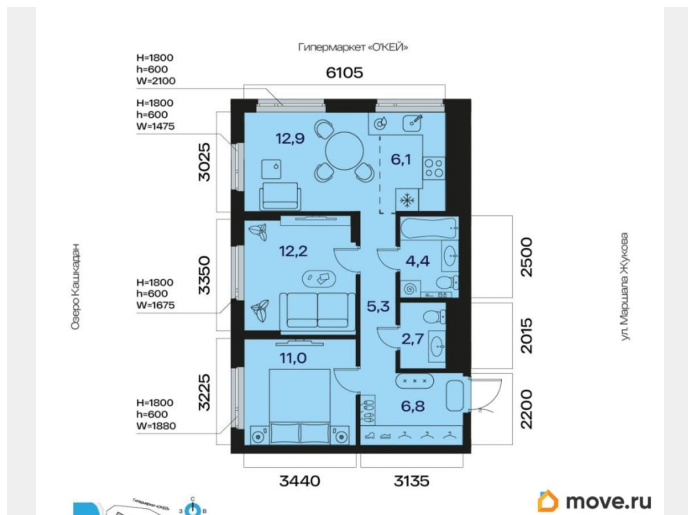 Гипермаркет «О'КЕЙ»
6105
H=1800
h=600
W=2100
H=1800
h=600
W=1475
3025
12,9
6,1
Озеро Кашкадан
3350
H=1800
h=600
W=1675
12,2
4,4
2500
ул. Маршала Жукова
5,3
2,7
2015
3225
11,0
6,8
2200
H=1800
h=600
W=1880
3440
3135
Гипермаркет «О'КЕЙ»
С
З
В
move.ru